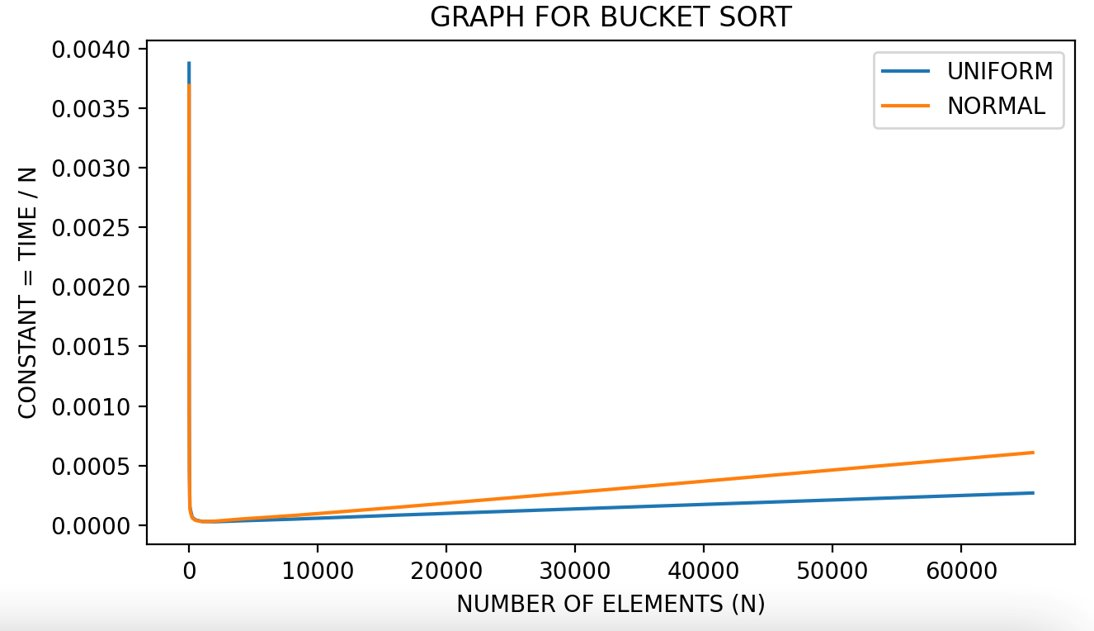 GRAPH FOR BUCKET SORT
UNIFORM
NORMAL
CONSTANT = TIME / N
0.0040
0.0035
0.0030
0.0025
0.0020
0.0015
0.0010
0.0005
0.0000
0 10000 20000 30000 40000 50000 60000
NUMBER OF ELEMENTS (N)